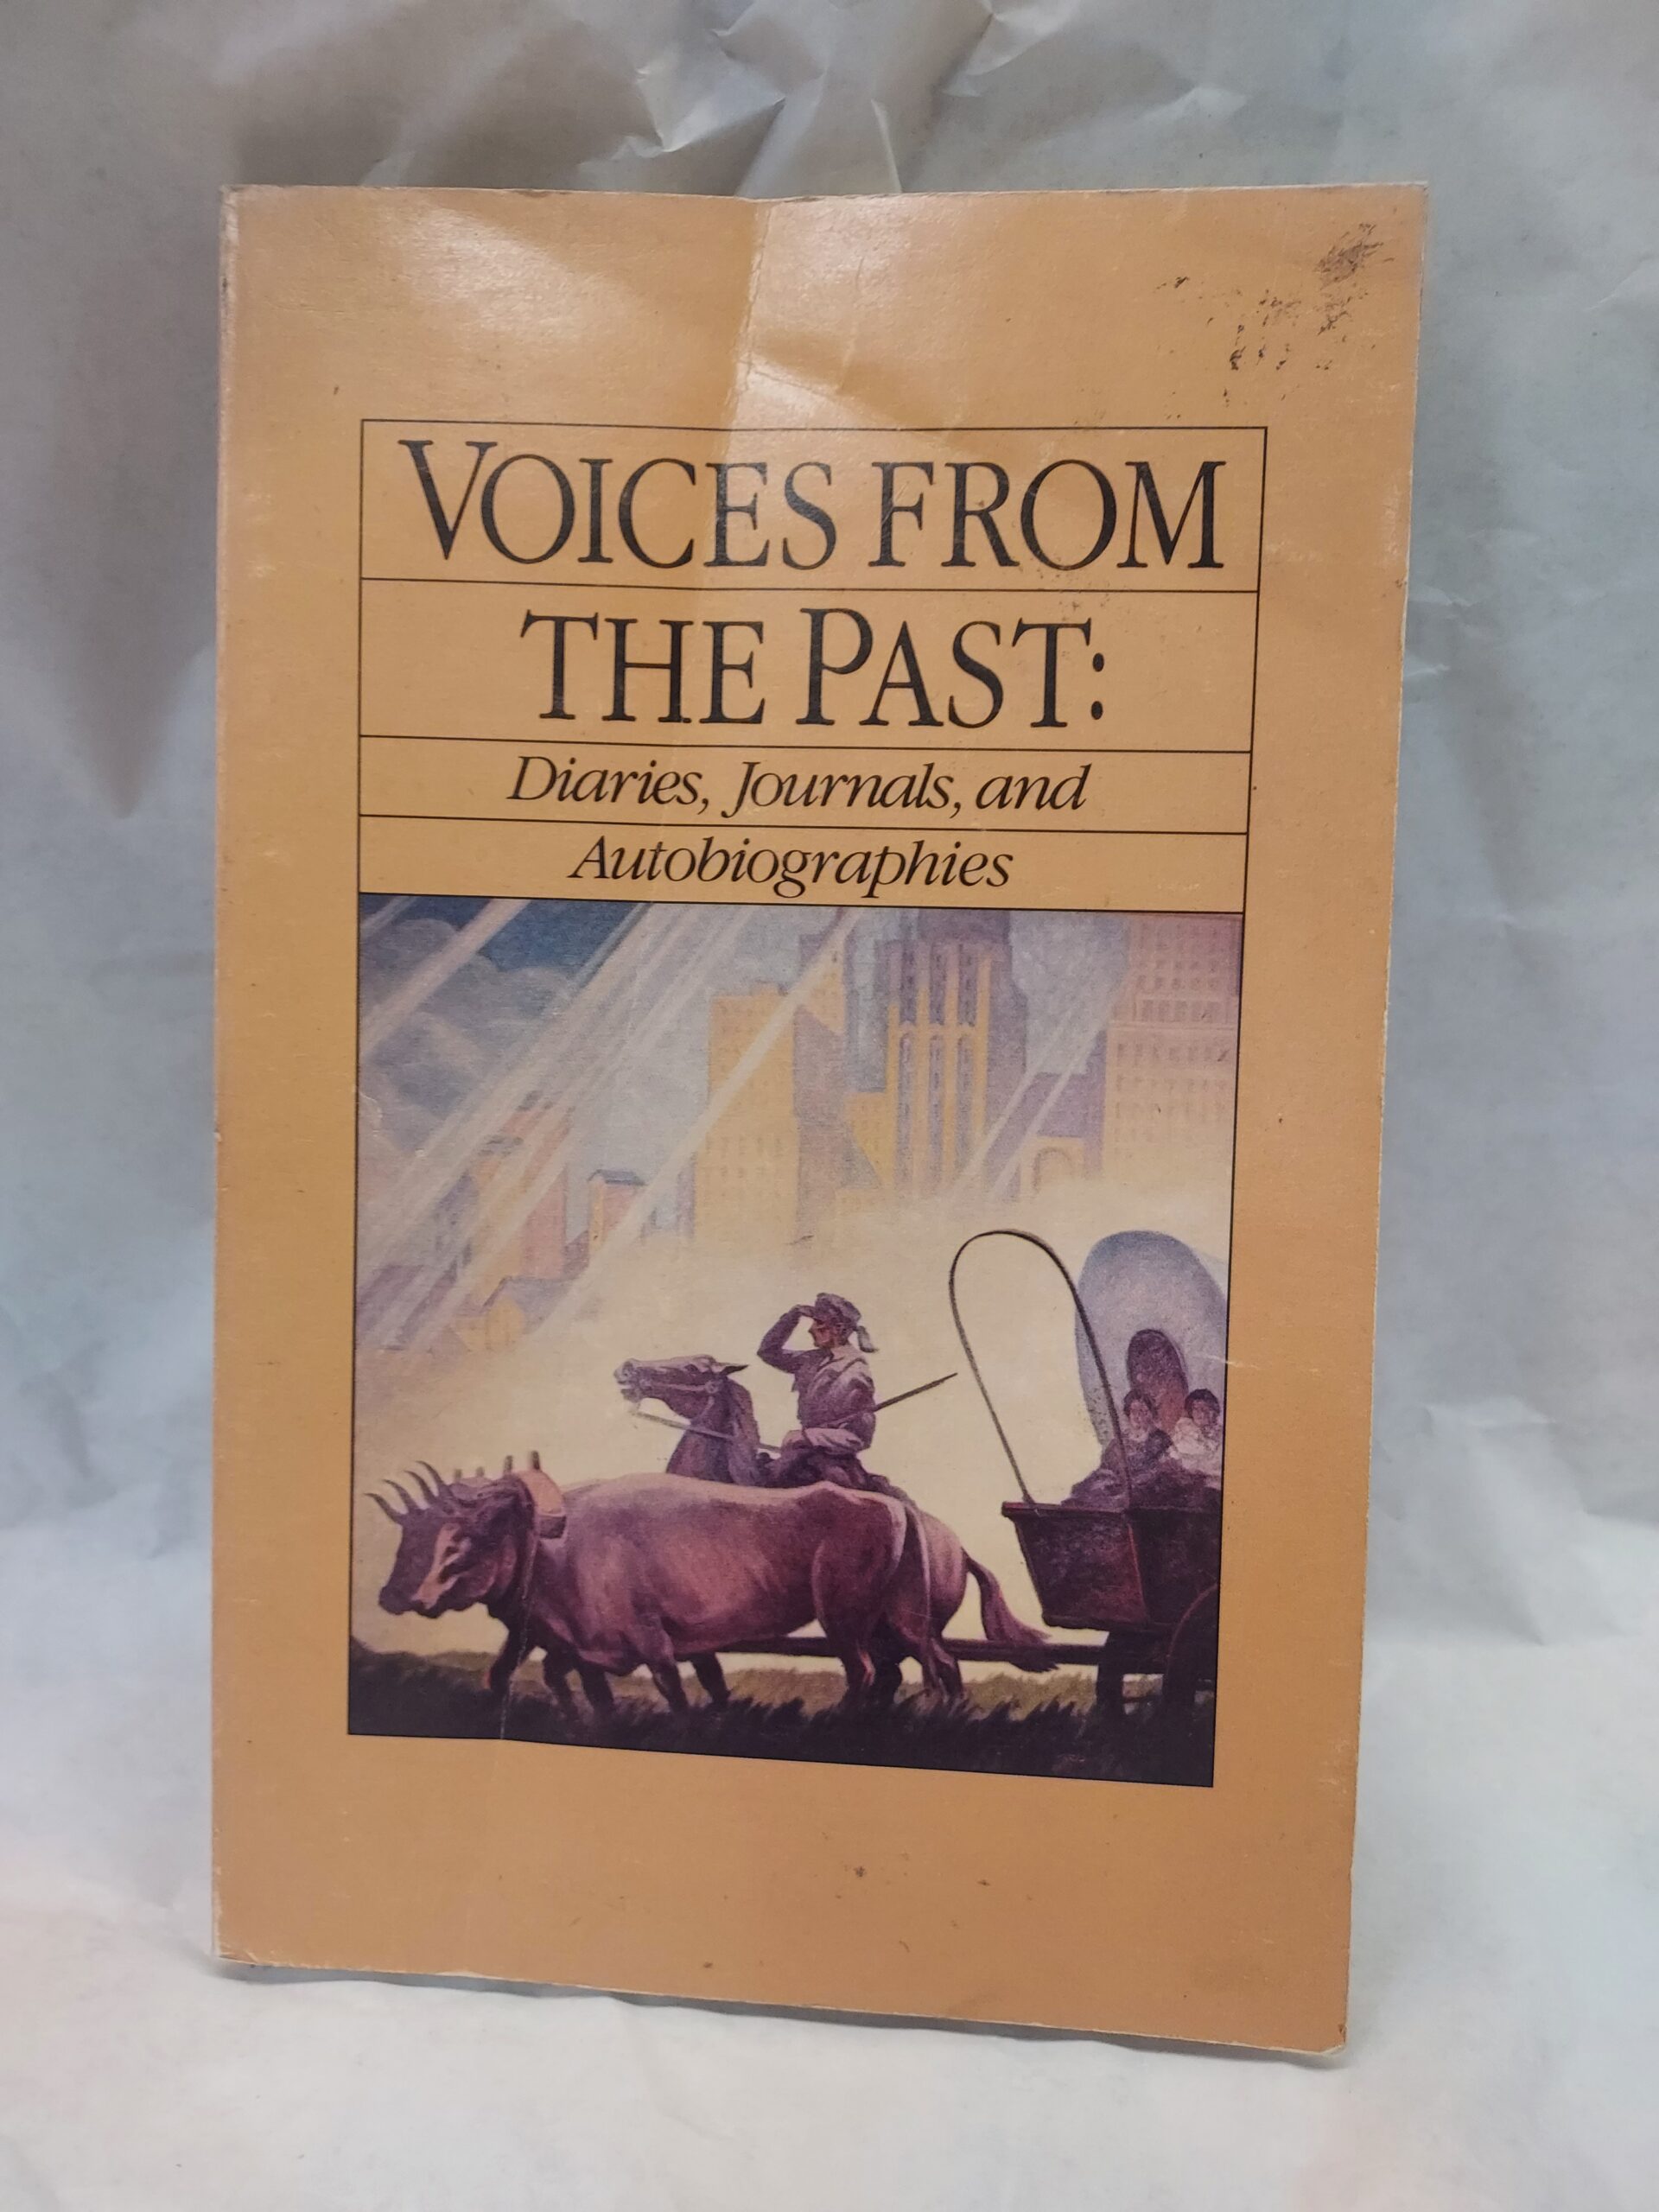 VOICES FROM
THE PAST:
Diaries, Journals, and
Autobiographies